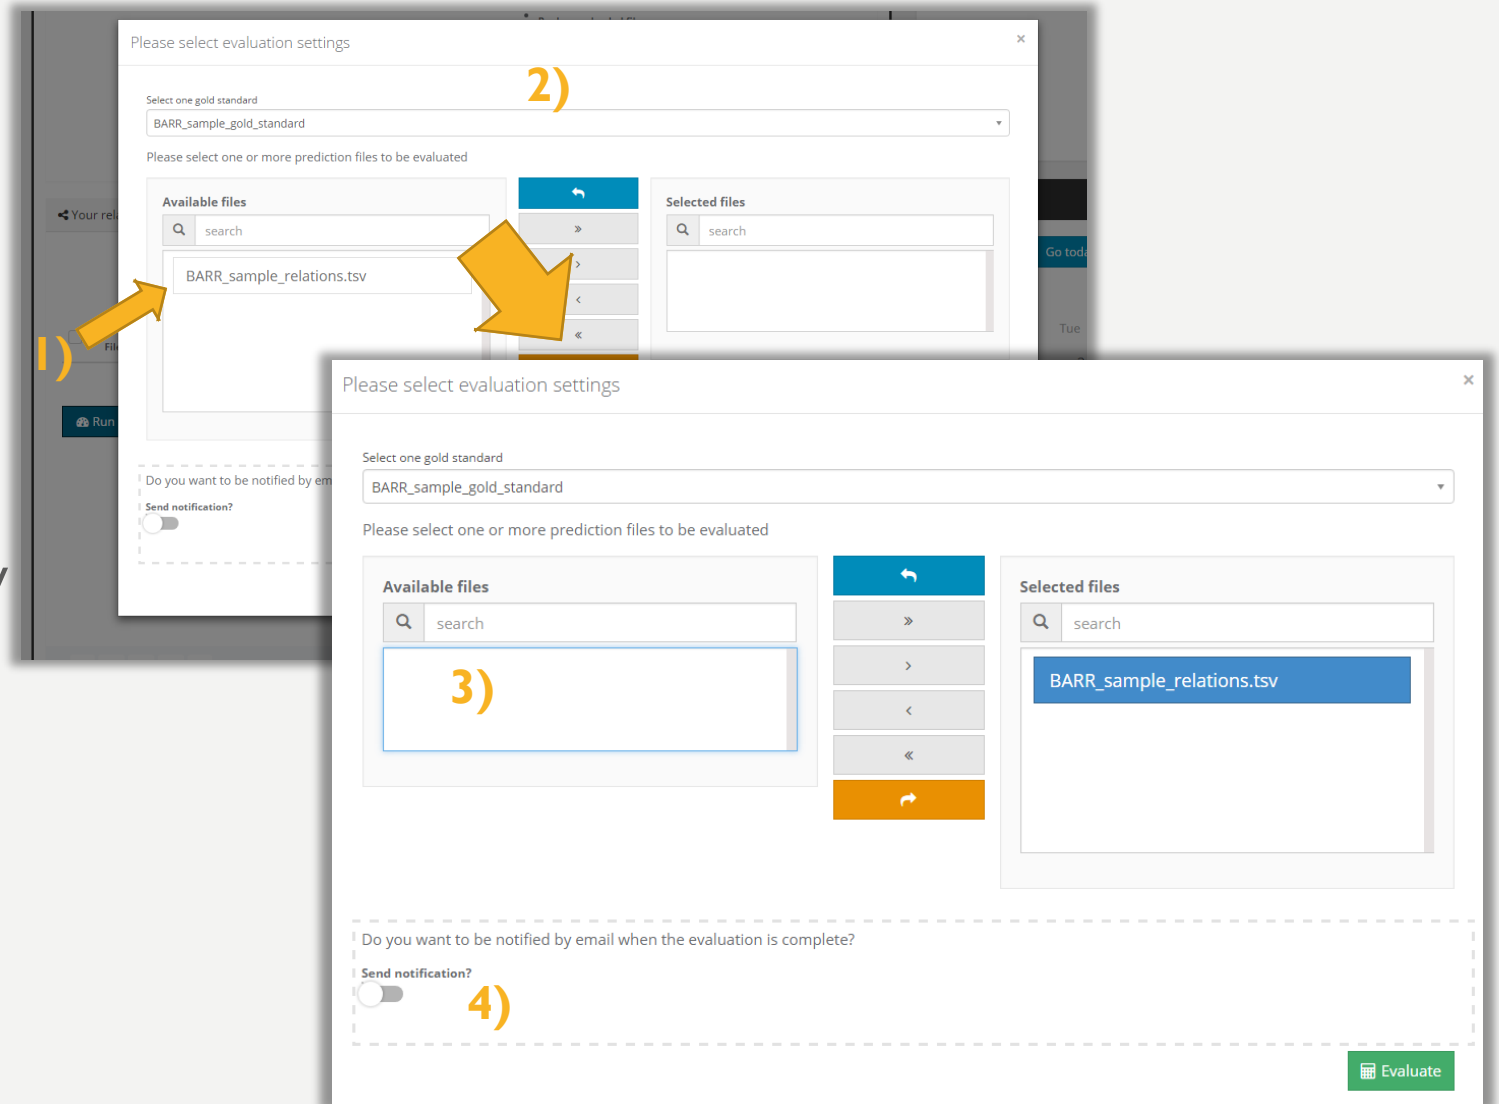 Please select evaluation settings
×
2)
Select one gold standard
BARR_sample_gold_standard
Please select one or more prediction files to be evaluated
Available files
search
BARR_sample_relations.tsv
»
>
<
«
Selected files
search
Your rel
Go toda
Tue
1)
File
Run
Do you want to be notified by em
Send notification?
y
Please select evaluation settings
×
Select one gold standard
BARR_sample_gold_standard
Please select one or more prediction files to be evaluated
Available files
search
3)
»
>
<
«
Selected files
search
BARR_sample_relations.tsv
Do you want to be notified by email when the evaluation is complete?
Send notification?
4)
Evaluate